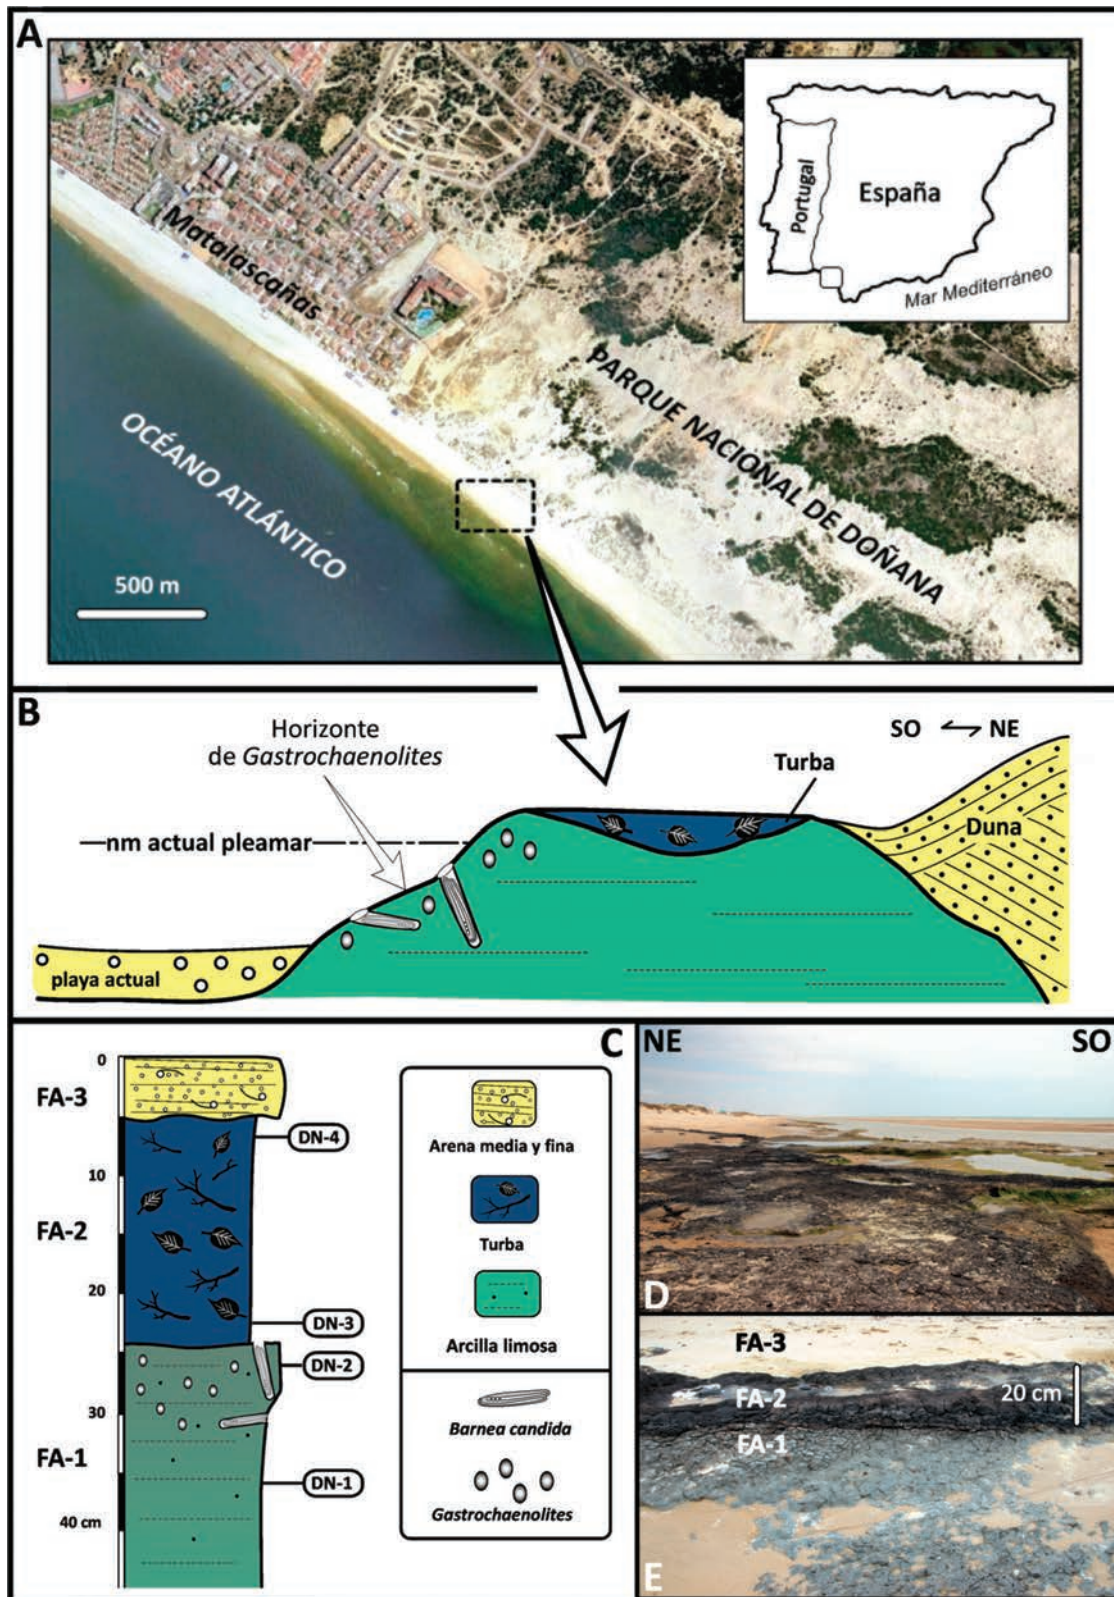 A
Matalascañas
OCÉANO ATLÁNTICO
500 m
PARQUE NACIONAL DE DOÑANA
Portugal
España
Mar Mediterràneo
B
Horizonte
de Gastrochaenolites
nm actual pleamar
SO NE
Turba
Duna
playa actual
C
0
FA-3
DN-4
10
FA-2
20
DN-3
DN-2
30
FA-1
DN-1
40 cm
Arena media y fina
Turba
Arcilla limosa
Barnea candida
Gastrochaenolites
NE
SO
D
FA-3
FA-2
20 cm
FA-1
E